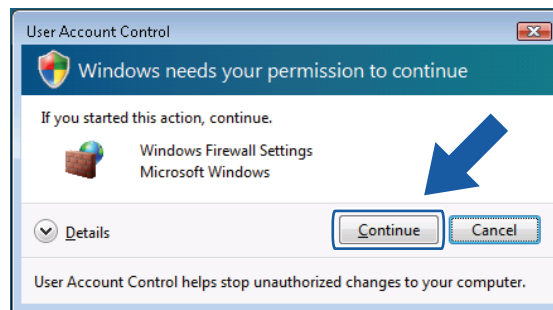 User Account Control
Windows needs your permission to continue
If you started this action, continue.
Windows Firewall Settings
Microsoft Windows
Details
Continue
Cancel
User Account Control helps stop unauthorized changes to your computer.